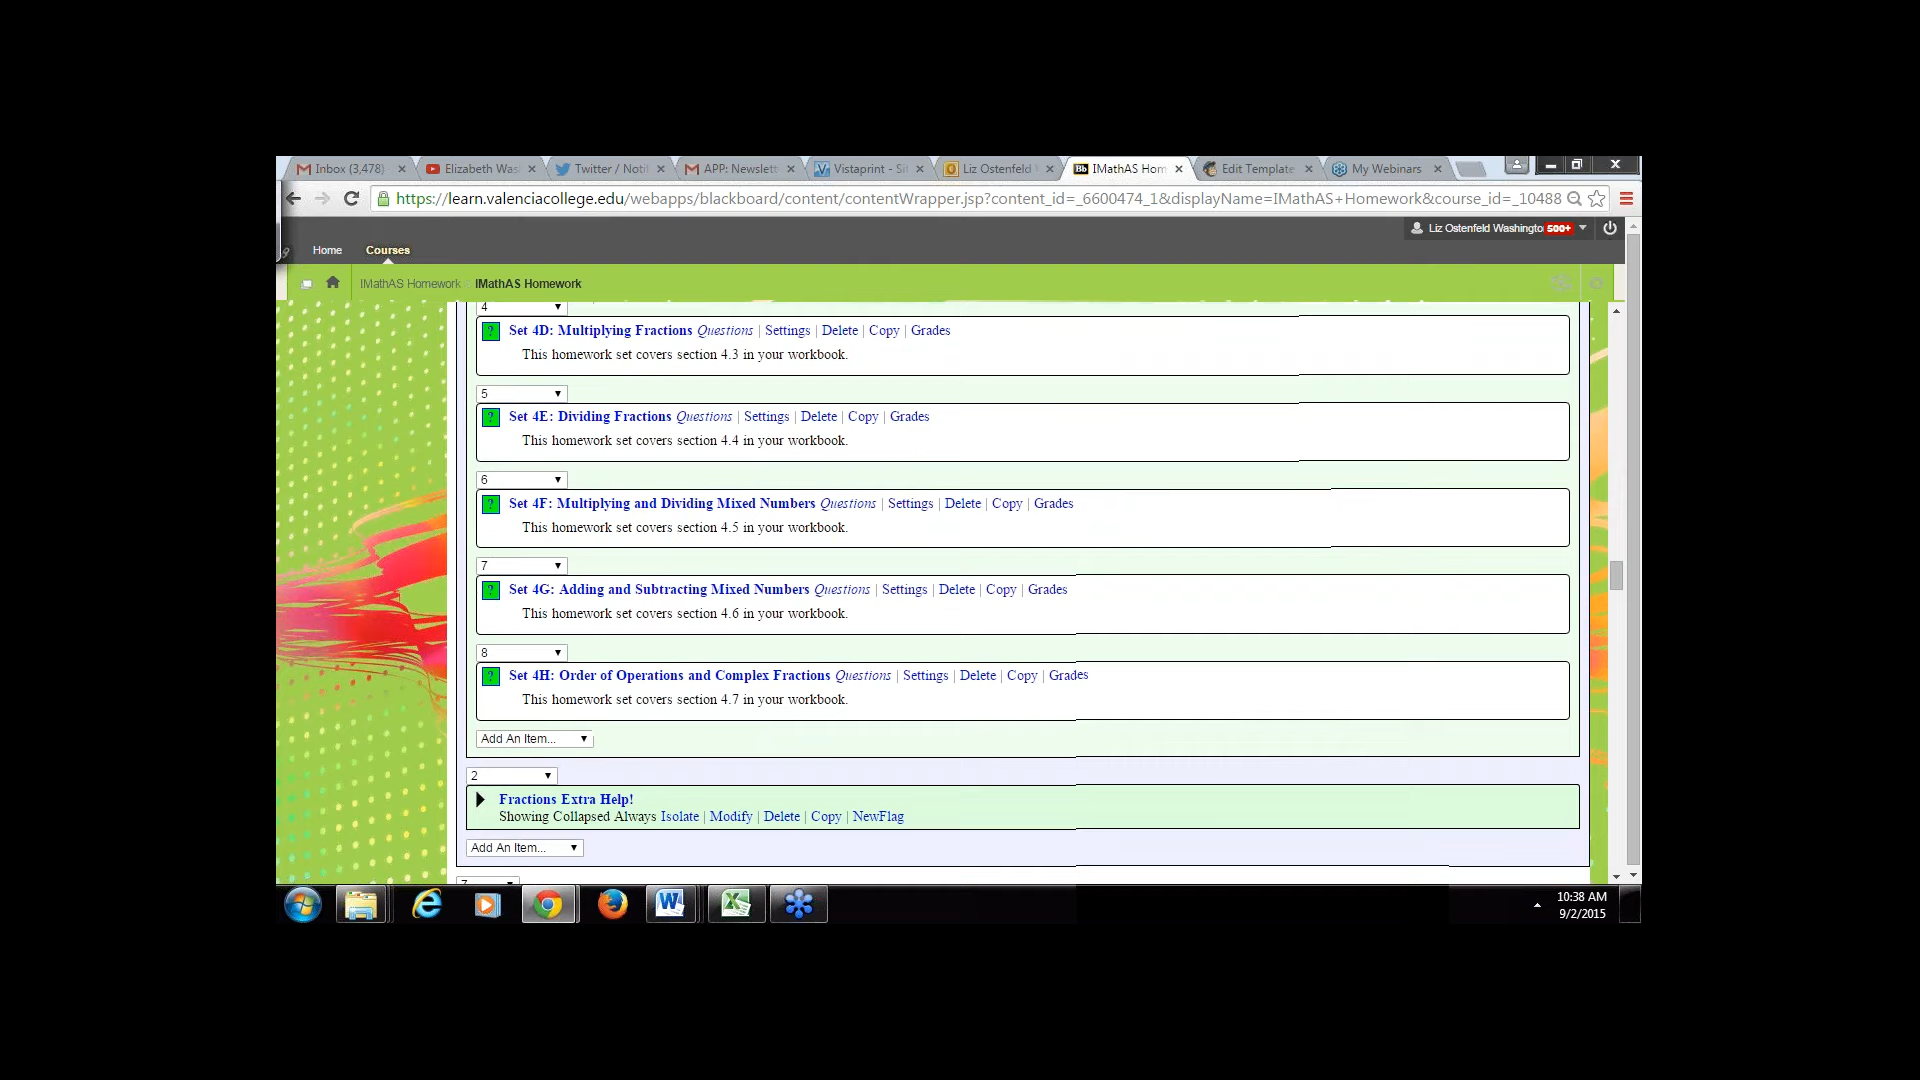 Inbox (3,478)
Elizabeth Was
Twitter / Noti
APP: Newslett
Vistaprint - Si
Liz Ostenfeld
IMathAS Hom
Edit Template
My Webinars
https://learn.valenciacollege.edu/webapps/blackboard/content/contentWrapper.jsp?content_id=_6600474_1&displayName=IMathAS+Homework&course_id=_10488
Liz Ostenfeld Washingto 500+
Home
Courses
IMathAS Homework
IMathAS Homework
4
? Set 4D: Multiplying Fractions Questions | Settings | Delete | Copy | Grades
This homework set covers section 4.3 in your workbook.
5
? Set 4E: Dividing Fractions Questions | Settings | Delete | Copy | Grades
This homework set covers section 4.4 in your workbook.
6
? Set 4F: Multiplying and Dividing Mixed Numbers Questions | Settings | Delete | Copy | Grades
This homework set covers section 4.5 in your workbook.
7
? Set 4G: Adding and Subtracting Mixed Numbers Questions | Settings | Delete | Copy | Grades
This homework set covers section 4.6 in your workbook.
8
? Set 4H: Order of Operations and Complex Fractions Questions | Settings | Delete | Copy | Grades
This homework set covers section 4.7 in your workbook.
Add An Item...
2
Fractions Extra Help!
Showing Collapsed Always Isolate | Modify | Delete | Copy | NewFlag
Add An Item...
10:38 AM
9/2/2015